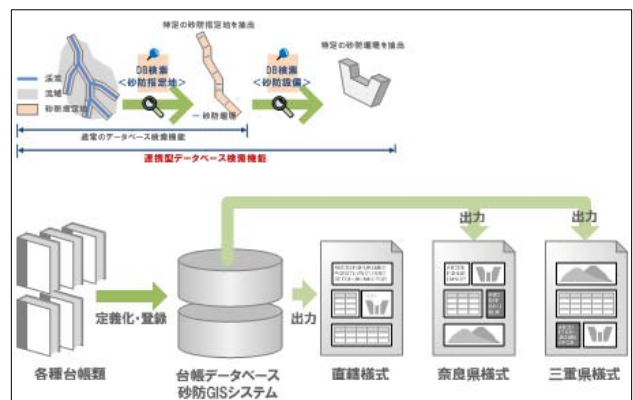 特定の砂防指定地を抽出
特定の砂防堰堤を抽出
DB検索
<砂防指定地>
DB検索
<砂防設備>
渓流
流域
砂防指定地
砂防堰堤
通常のデータベース検索機能
連携型データベース検索機能
出力
出力
定義化・登録
出力
各種台帳類
台帳データベース
砂防GISシステム
直轄様式
奈良県様式
三重県様式